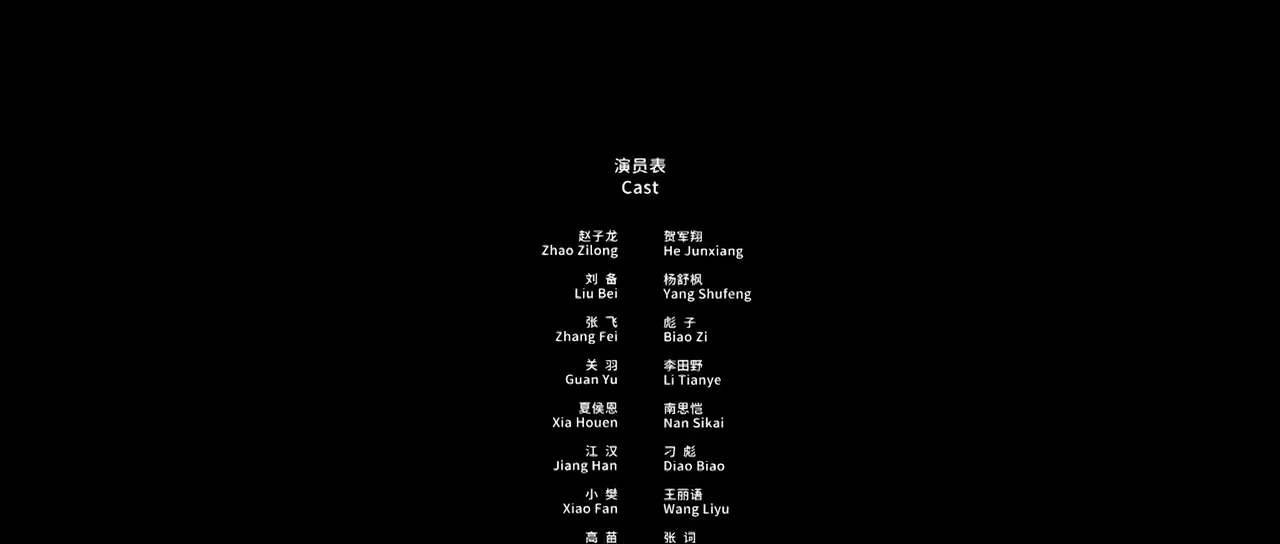 演员表
Cast
赵子龙 贺军翔
Zhao Zilong He Junxiang
刘 备 杨舒枫
Liu Bei Yang Shufeng
张 飞 彪 子
Zhang Fei Biao Zi
关 羽 李田野
Guan Yu Li Tianye
夏侯恩 南思恺
Xia Houen Nan Sikai
江 汉 刁 彪
Jiang Han Diao Biao
小 樊 王丽语
Xiao Fan Wang Liyu
高 苗 张 词